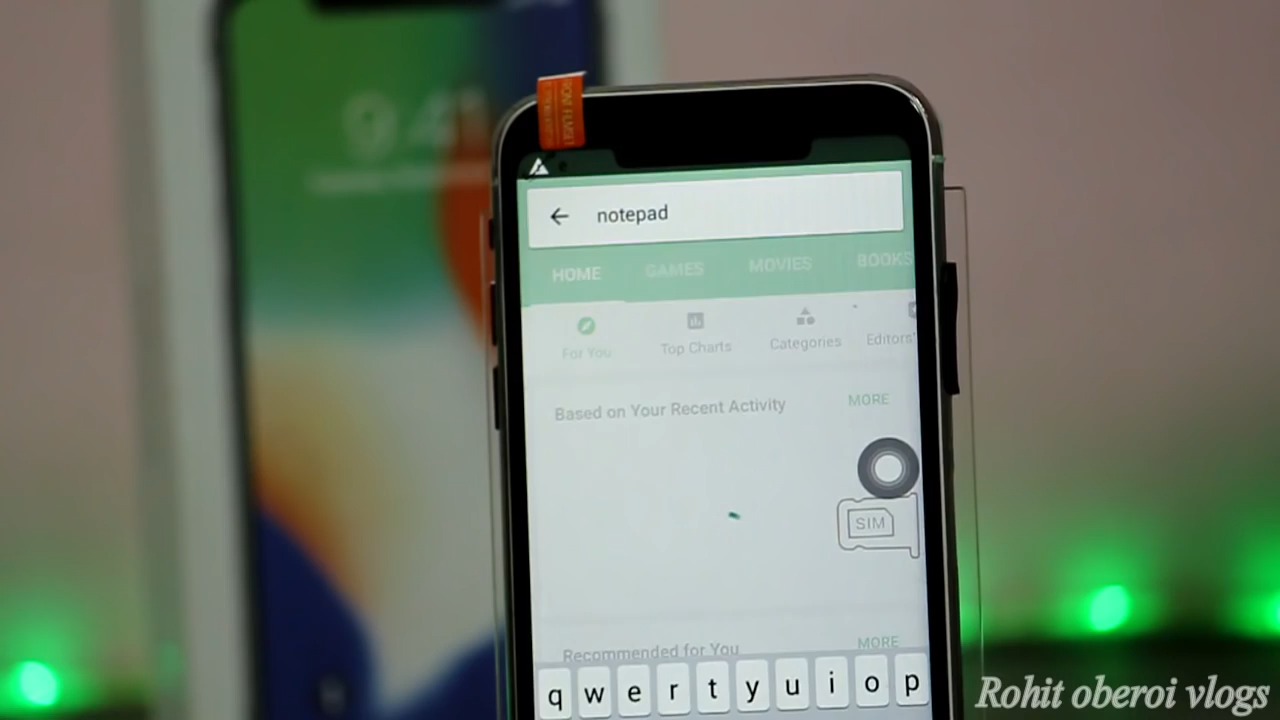 notepad
HOME GAMES MOVIES BOOKS
For You Top Charts Categories Editors'
Based on Your Recent Activity MORE
SIM
Recommended for You MORE
q w e r t y u i o p
Rohit oberoi vlogs